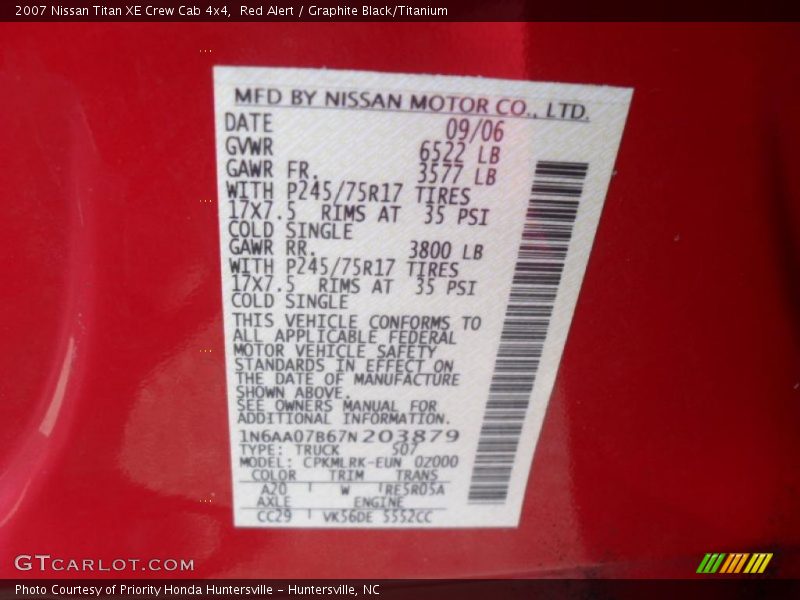 2007 Nissan Titan XE Crew Cab 4x4,  Red Alert / Graphite Black/Titanium
MFD BY NISSAN MOTOR CO., LTD.
DATE 09/06
GVWR 6522 LB
GAWR FR. 3577 LB
WITH P245/75R17 TIRES
17X7.5 RIMS AT 35 PSI
COLD SINGLE
GAWR RR. 3800 LB
WITH P245/75R17 TIRES
17X7.5 RIMS AT 35 PSI
COLD SINGLE
THIS VEHICLE CONFORMS TO
ALL APPLICABLE FEDERAL
MOTOR VEHICLE SAFETY
STANDARDS IN EFFECT ON
THE DATE OF MANUFACTURE
SHOWN ABOVE.
SEE OWNERS MANUAL FOR
ADDITIONAL INFORMATION.
1N6AA07B67N203879
TYPE: TRUCK S07
MODEL: CPKMLRK-EUN 02000
COLOR TRIM TRANS
A20 W RE5R05A
AXLE ENGINE
CC29 VK56DE 5552CC
GTCARLOT.COM
Photo Courtesy of Priority Honda Huntersville - Huntersville, NC